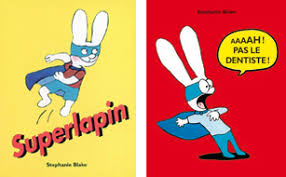 Superlapin
Stephanie Blake
Stephanie Blake
AAAAH !
PAS LE
DENTISTE !